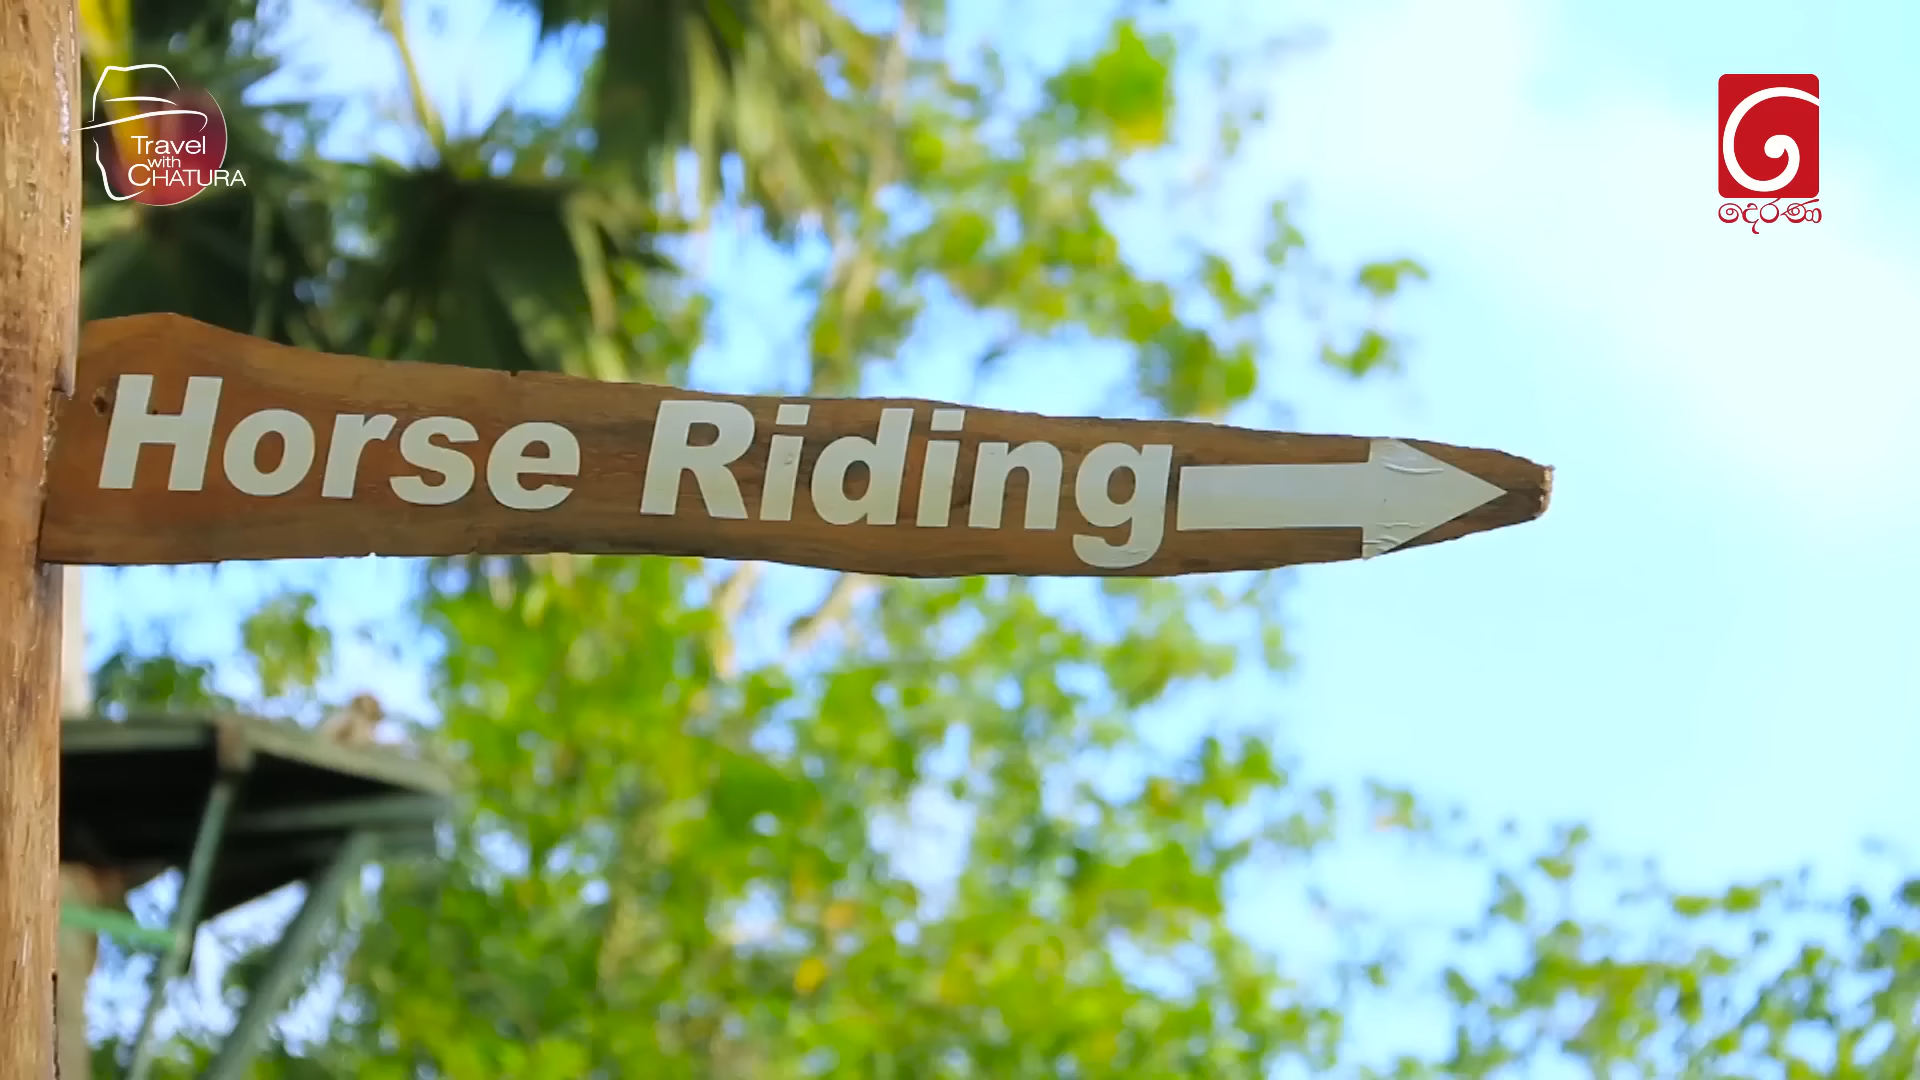 Travel
with
CHATURA
දෙරණ
Horse Riding